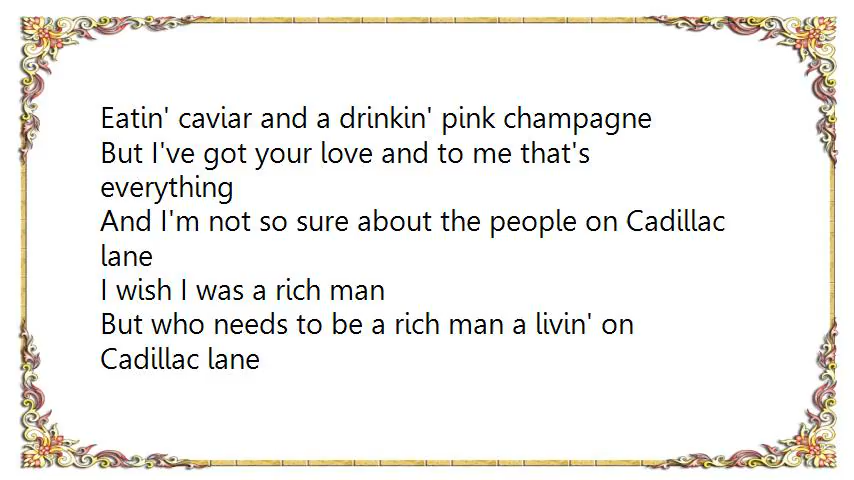 Eatin' caviar and a drinkin' pink champagne
But I've got your love and to me that's
everything
And I'm not so sure about the people on Cadillac
lane
I wish I was a rich man
But who needs to be a rich man a livin' on
Cadillac lane